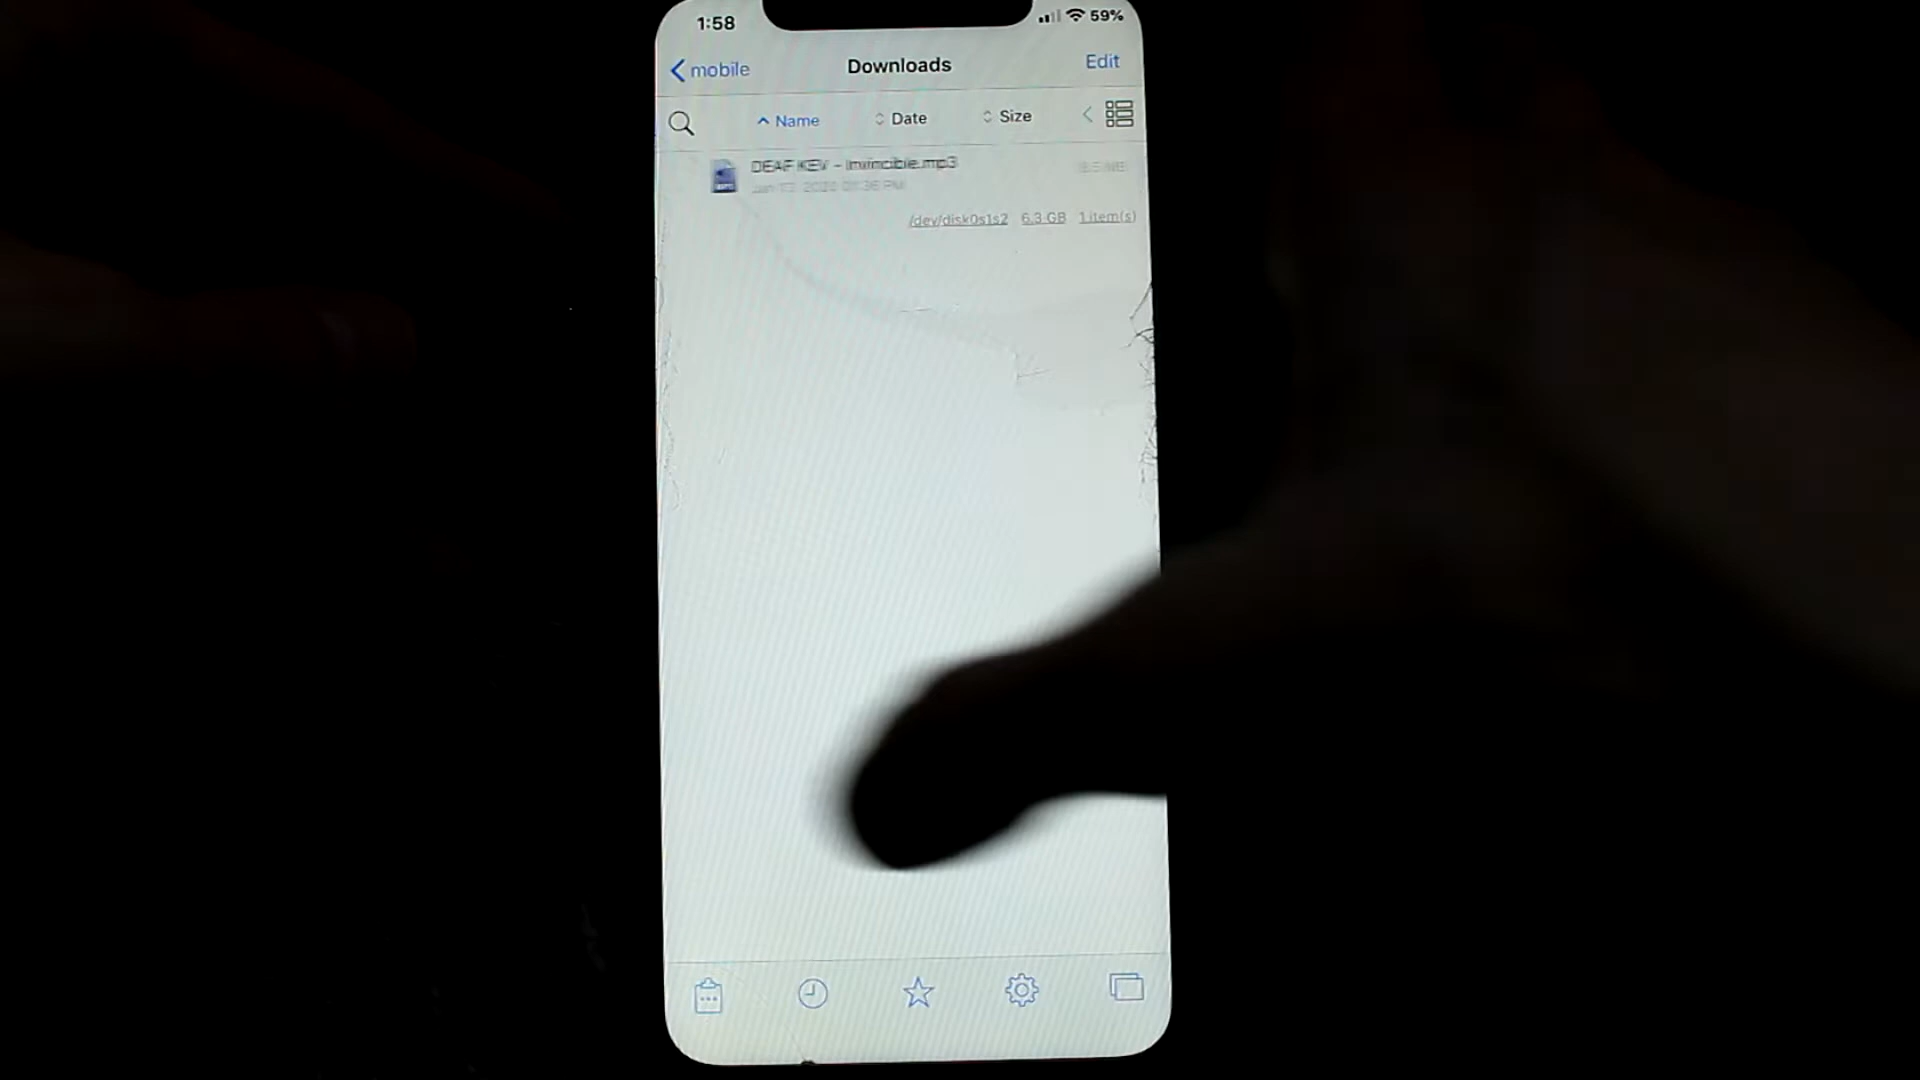 1:58
59%
mobile
Downloads
Edit
Name
Date
Size
DEAF KEV - Invincible.mp3
/dev/disk0s1s2 6.3 GB 1 item(s)